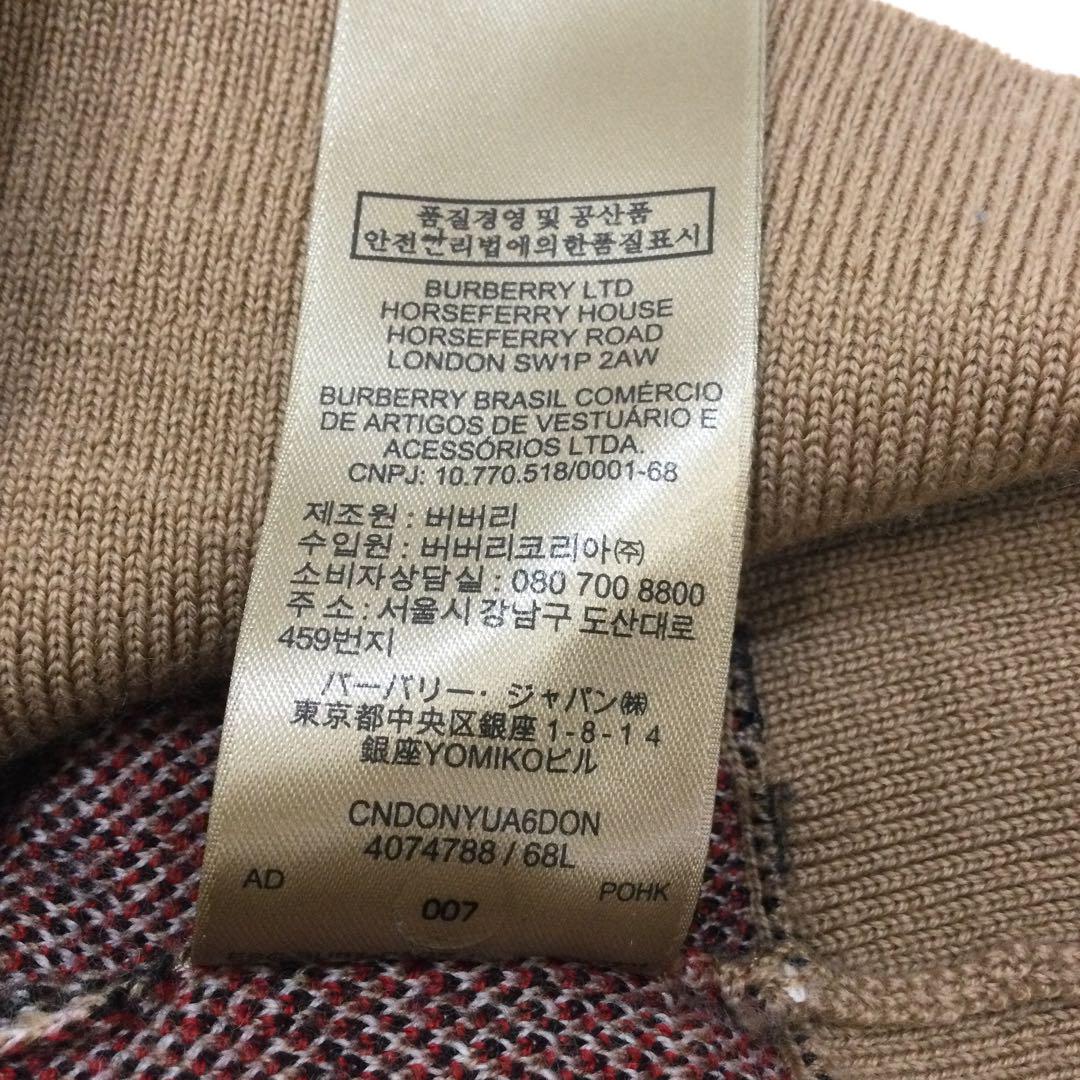 품질경영 및 공산품
안전관리법에의한품질표시
BURBERRY LTD
HORSEFERRY HOUSE
HORSEFERRY ROAD
LONDON SW1P 2AW
BURBERRY BRASIL COMÉRCIO
DE ARTIGOS DE VESTUÁRIO E
ACESSÓRIOS LTDA.
CNPJ: 10.770.518/0001-68
제조원 : 버버리
수입원 : 버버리코리아㈜
소비자상담실 : 080 700 8800
주 소 : 서울시 강남구 도산대로
459번지
バーバリー・ジャパン㈱
東京都中央区銀座1-8-14
銀座YOMIKOビル
CNDONYUA6DON
4074788 / 68L
AD POHK
007